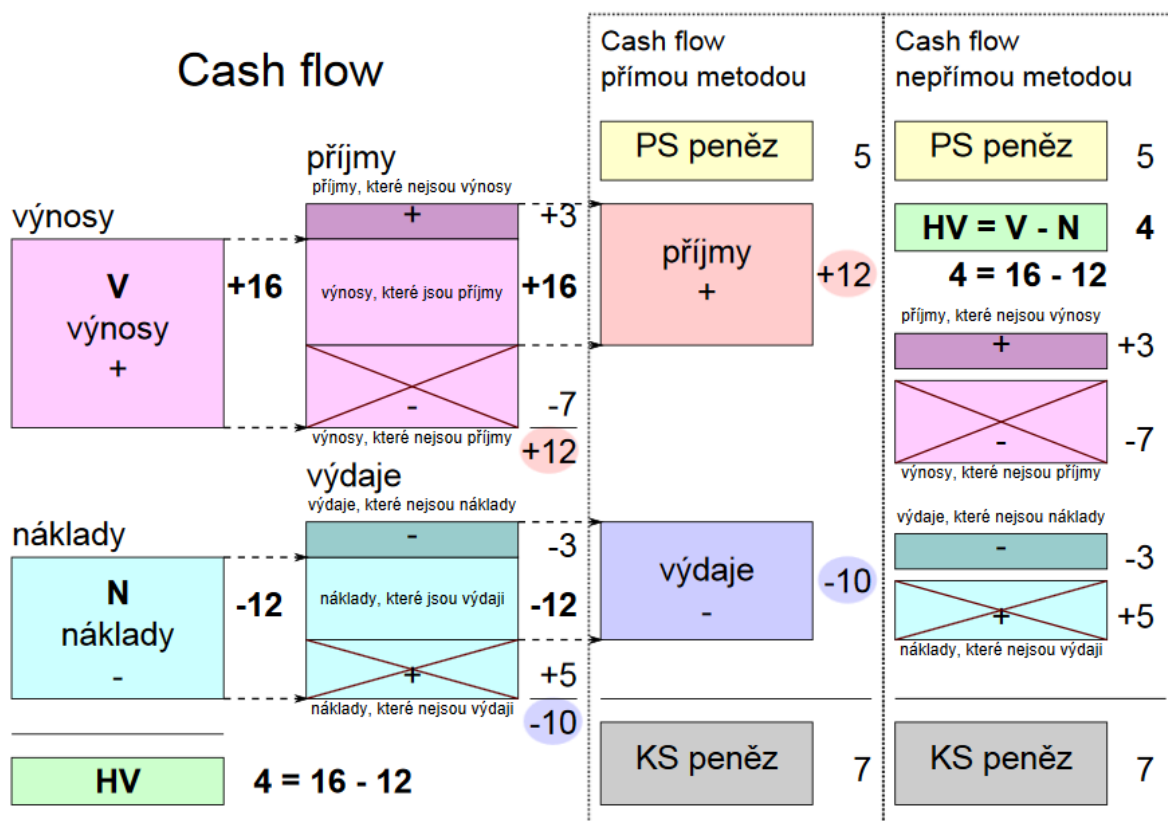 Cash flow
výnosy
V
výnosy
+
+16
náklady
N
náklady
-
-12
HV
4 = 16 - 12
příjmy
příjmy, které nejsou výnosy
+
+3
výnosy, které jsou příjmy
+16
-
-7
výnosy, které nejsou příjmy
+12
výdaje
výdaje, které nejsou náklady
-
-3
náklady, které jsou výdaji
-12
+
+5
náklady, které nejsou výdaji
-10
Cash flow
přímou metodou
PS peněz
5
příjmy
+
+12
výdaje
-
-10
KS peněz
7
Cash flow
nepřímou metodou
PS peněz
5
HV = V - N
4
4 = 16 - 12
příjmy, které nejsou výnosy
+
+3
-
-7
výnosy, které nejsou příjmy
výdaje, které nejsou náklady
-
-3
+
+5
náklady, které nejsou výdaji
KS peněz
7